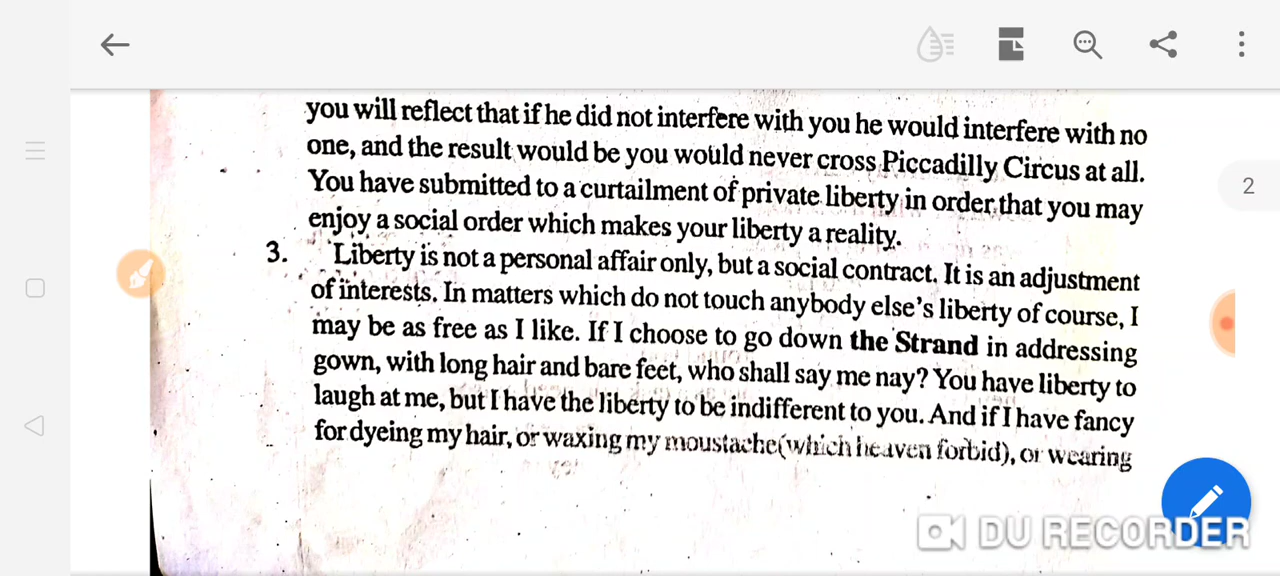 2
you will reflect that if he did not interfere with you he would interfere with no
one, and the result would be you would never cross Piccadilly Circus at all.
You have submitted to a curtailment of private liberty in order that you may
enjoy a social order which makes your liberty a reality.
3. Liberty is not a personal affair only, but a social contract. It is an adjustment
of interests. In matters which do not touch anybody else's liberty of course, I
may be as free as I like. If I choose to go down the Strand in addressing
gown, with long hair and bare feet, who shall say me nay? You have liberty to
laugh at me, but I have the liberty to be indifferent to you. And if I have fancy
for dyeing my hair, or waxing my moustache(which heaven forbid), or wearing
DU RECORDER